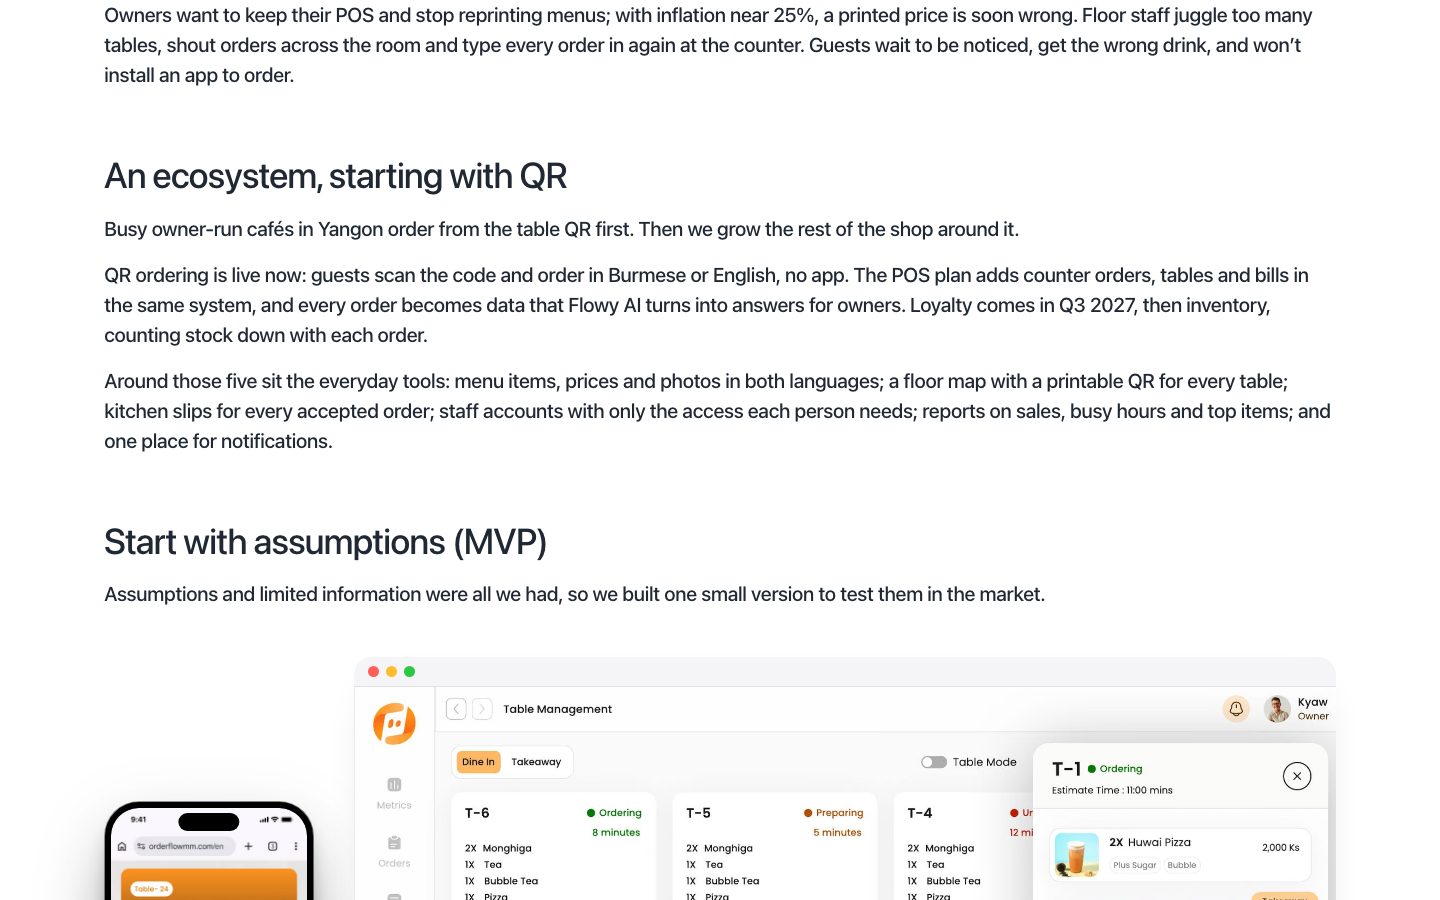 Owners want to keep their POS and stop reprinting menus; with inflation near 25%, a printed price is soon wrong. Floor staff juggle too many
tables, shout orders across the room and type every order in again at the counter. Guests wait to be noticed, get the wrong drink, and won’t
install an app to order.
An ecosystem, starting with QR
Busy owner-run cafés in Yangon order from the table QR first. Then we grow the rest of the shop around it.
QR ordering is live now: guests scan the code and order in Burmese or English, no app. The POS plan adds counter orders, tables and bills in
the same system, and every order becomes data that Flowy AI turns into answers for owners. Loyalty comes in Q3 2027, then inventory,
counting stock down with each order.
Around those five sit the everyday tools: menu items, prices and photos in both languages; a floor map with a printable QR for every table;
kitchen slips for every accepted order; staff accounts with only the access each person needs; reports on sales, busy hours and top items; and
one place for notifications.
Start with assumptions (MVP)
Assumptions and limited information were all we had, so we built one small version to test them in the market.
Table Management
Kyaw
Owner
Dine In
Takeaway
Table Mode
Metrics
Orders
T-6
Ordering
8 minutes
2X Monghiga
1X Tea
1X Bubble Tea
1X Pizza
T-5
Preparing
5 minutes
2X Monghiga
1X Tea
1X Bubble Tea
1X Pizza
T-4
12 mi
2X Monghiga
1X Tea
1X Bubble Tea
1X Pizza
T-1
Ordering
Estimate Time : 11:00 mins
2X Huwai Pizza
2,000 Ks
Plus Sugar
Bubble
9:41
orderflowmm.com/en
Table- 24